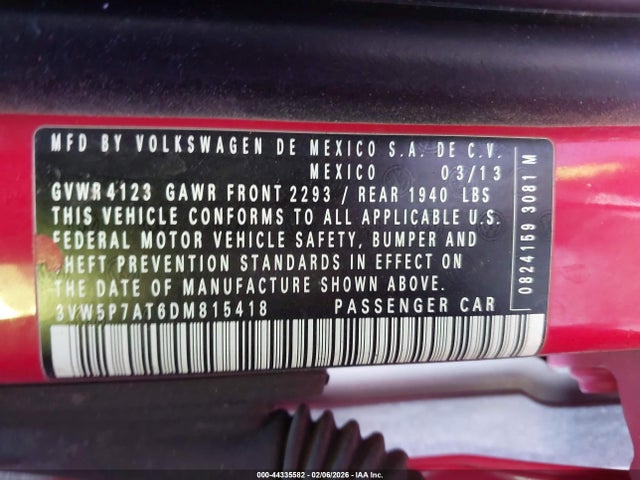 MFD BY VOLKSWAGEN DE MEXICO S.A. DE C.V.
MEXICO 03/13
GVWR 4123 GAWR FRONT 2293 / REAR 1940 LBS
THIS VEHICLE CONFORMS TO ALL APPLICABLE U.S.
FEDERAL MOTOR VEHICLE SAFETY, BUMPER AND
THEFT PREVENTION STANDARDS IN EFFECT ON
THE DATE OF MANUFACTURE SHOWN ABOVE.
3VW5P7AT6DM815418 PASSENGER CAR
0824159 3081 M
000-44335582 - 02/06/2026 - IAA Inc.